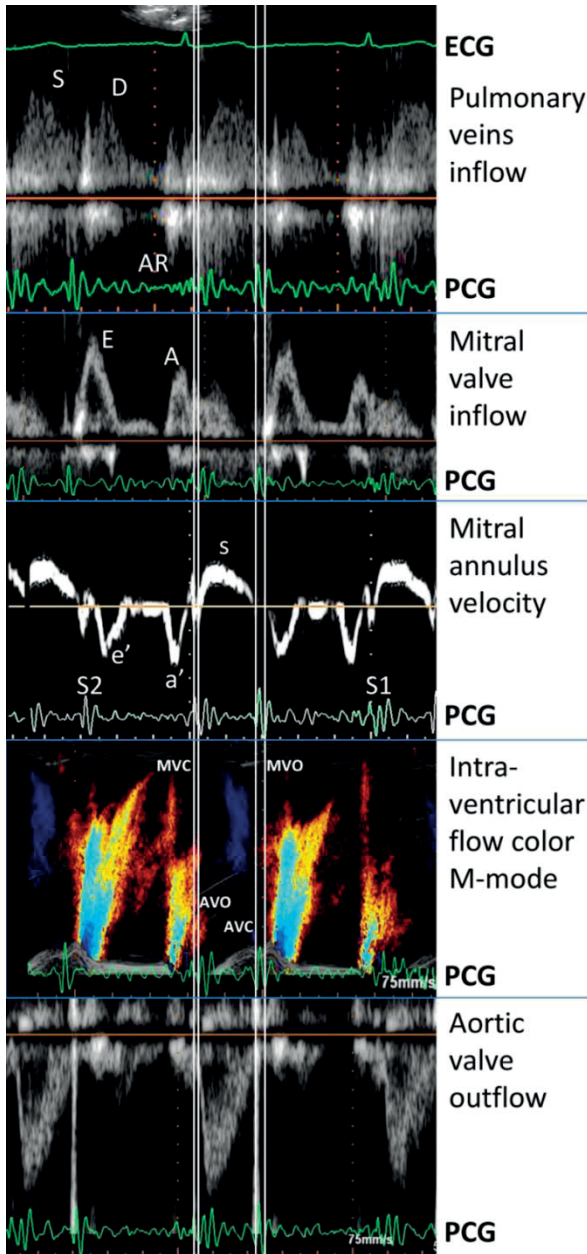 ECG
S D
Pulmonary
veins
inflow
AR
PCG
E
A
Mitral
valve
inflow
PCG
s
Mitral
annulus
velocity
e’
a’
S2
S1
PCG
MVC
MVO
Intra-
ventricular
flow color
M-mode
AVO
AVC
75mm/s
PCG
Aortic
valve
outflow
75mm/s
PCG